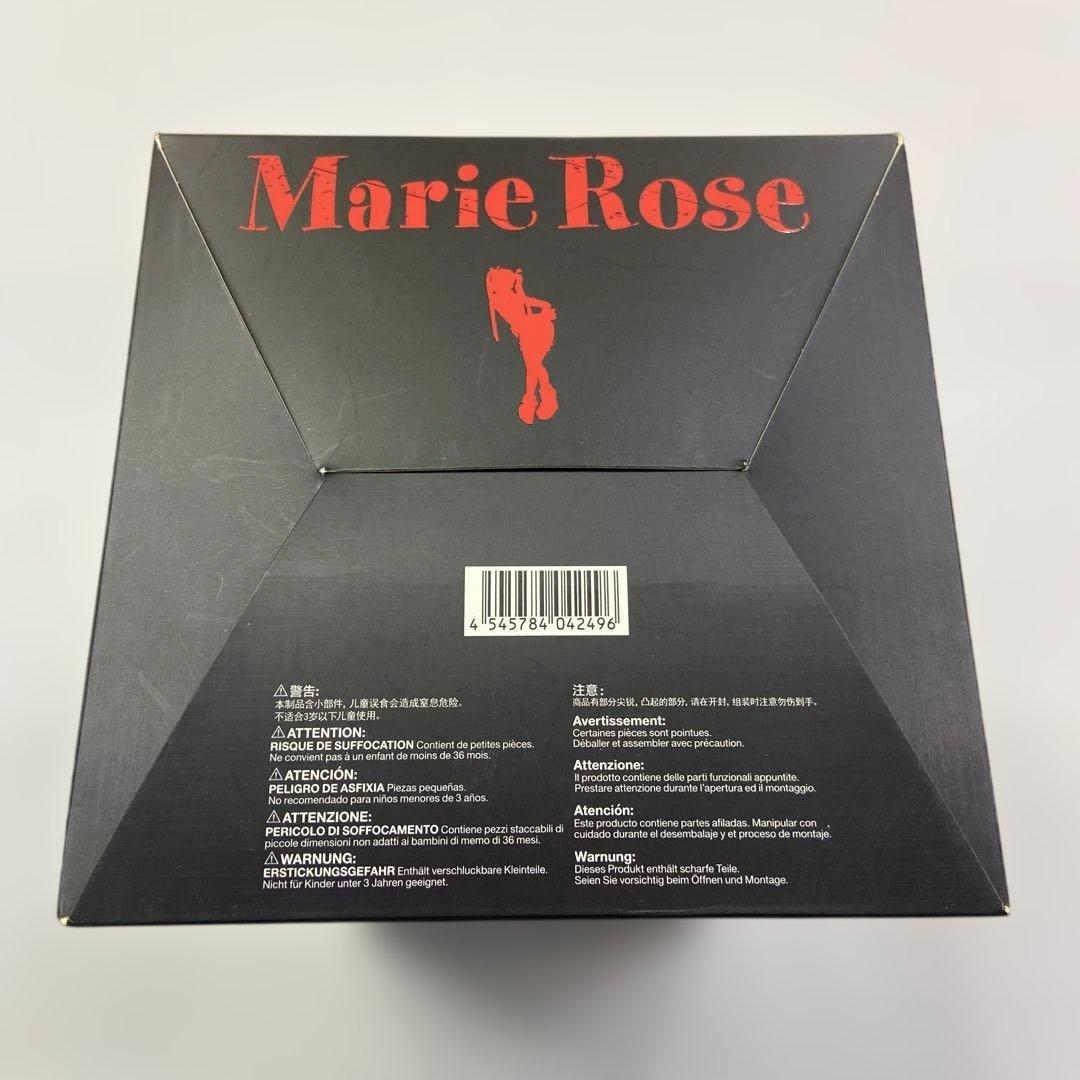 Marie Rose
4 545784 042496
⚠警告:
本制品含小部件, 儿童误食会造成窒息危险。
不适合3岁以下儿童使用。
⚠ATTENTION:
RISQUE DE SUFFOCATION Contient de petites pièces.
Ne convient pas à un enfant de moins de 36 mois.
⚠ATENCIÓN:
PELIGRO DE ASFIXIA Piezas pequeñas.
No recomendado para niños menores de 3 años.
⚠ATTENZIONE:
PERICOLO DI SOFFOCAMENTO Contiene pezzi staccabili di
piccole dimensioni non adatti ai bambini di memo di 36 mesi.
⚠WARNUNG:
ERSTICKUNGSGEFAHR Enthält verschluckbare Kleinteile.
Nicht für Kinder unter 3 Jahren geeignet.
注意:
商品有部分尖锐, 凸起的部分, 请在开封, 组装时注意勿伤到手。
Avertissement:
Certaines pièces sont pointues.
Déballer et assembler avec précaution.
Attenzione:
Il prodotto contiene delle parti funzionali appuntite.
Prestare attenzione durante l'apertura ed il montaggio.
Atención:
Este producto contiene partes afiladas. Manipular con
cuidado durante el desembalaje y et proceso de montaje.
Warnung:
Dieses Produkt enthält scharfe Teile.
Seien Sie vorsichtig beim Öffnen und Montage.